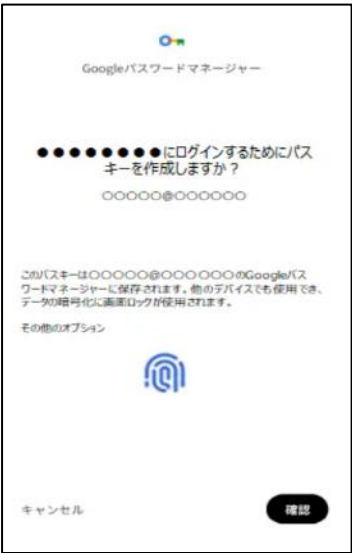 Googleパスワードマネージャー
●●●●●●●●にログインするためにパス
キーを作成しますか？
○○○○○@○○○○○○
このパスキーは○○○○○@○○○○○○のGoogleパス
ワードマネージャーに保存されます。他のデバイスでも使用でき、
データの暗号化に画面ロックが使用されます。
その他のオプション
キャンセル
確認